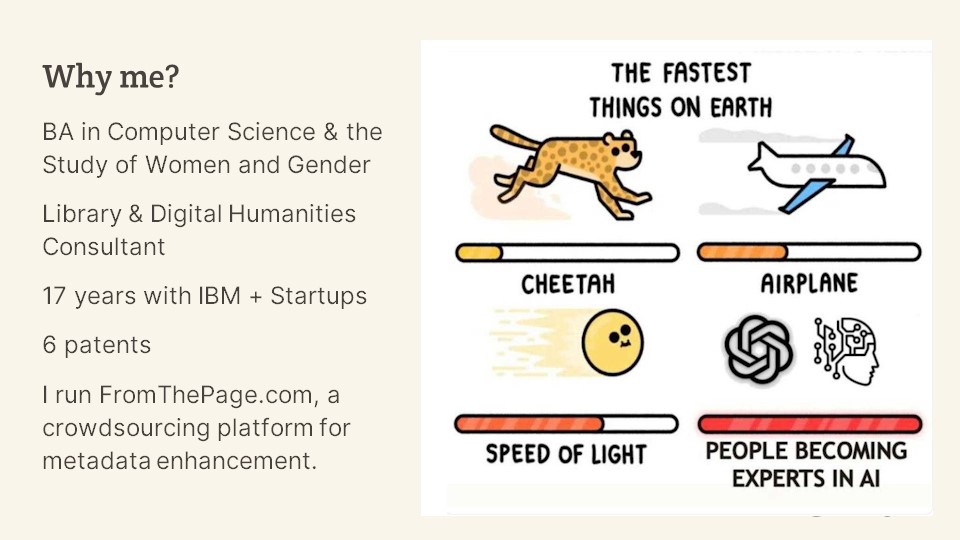 Why me?
BA in Computer Science & the
Study of Women and Gender
Library & Digital Humanities
Consultant
17 years with IBM + Startups
6 patents
I run FromThePage.com, a
crowdsourcing platform for
metadata enhancement.
THE FASTEST
THINGS ON EARTH
CHEETAH
AIRPLANE
SPEED OF LIGHT
PEOPLE BECOMING
EXPERTS IN AI